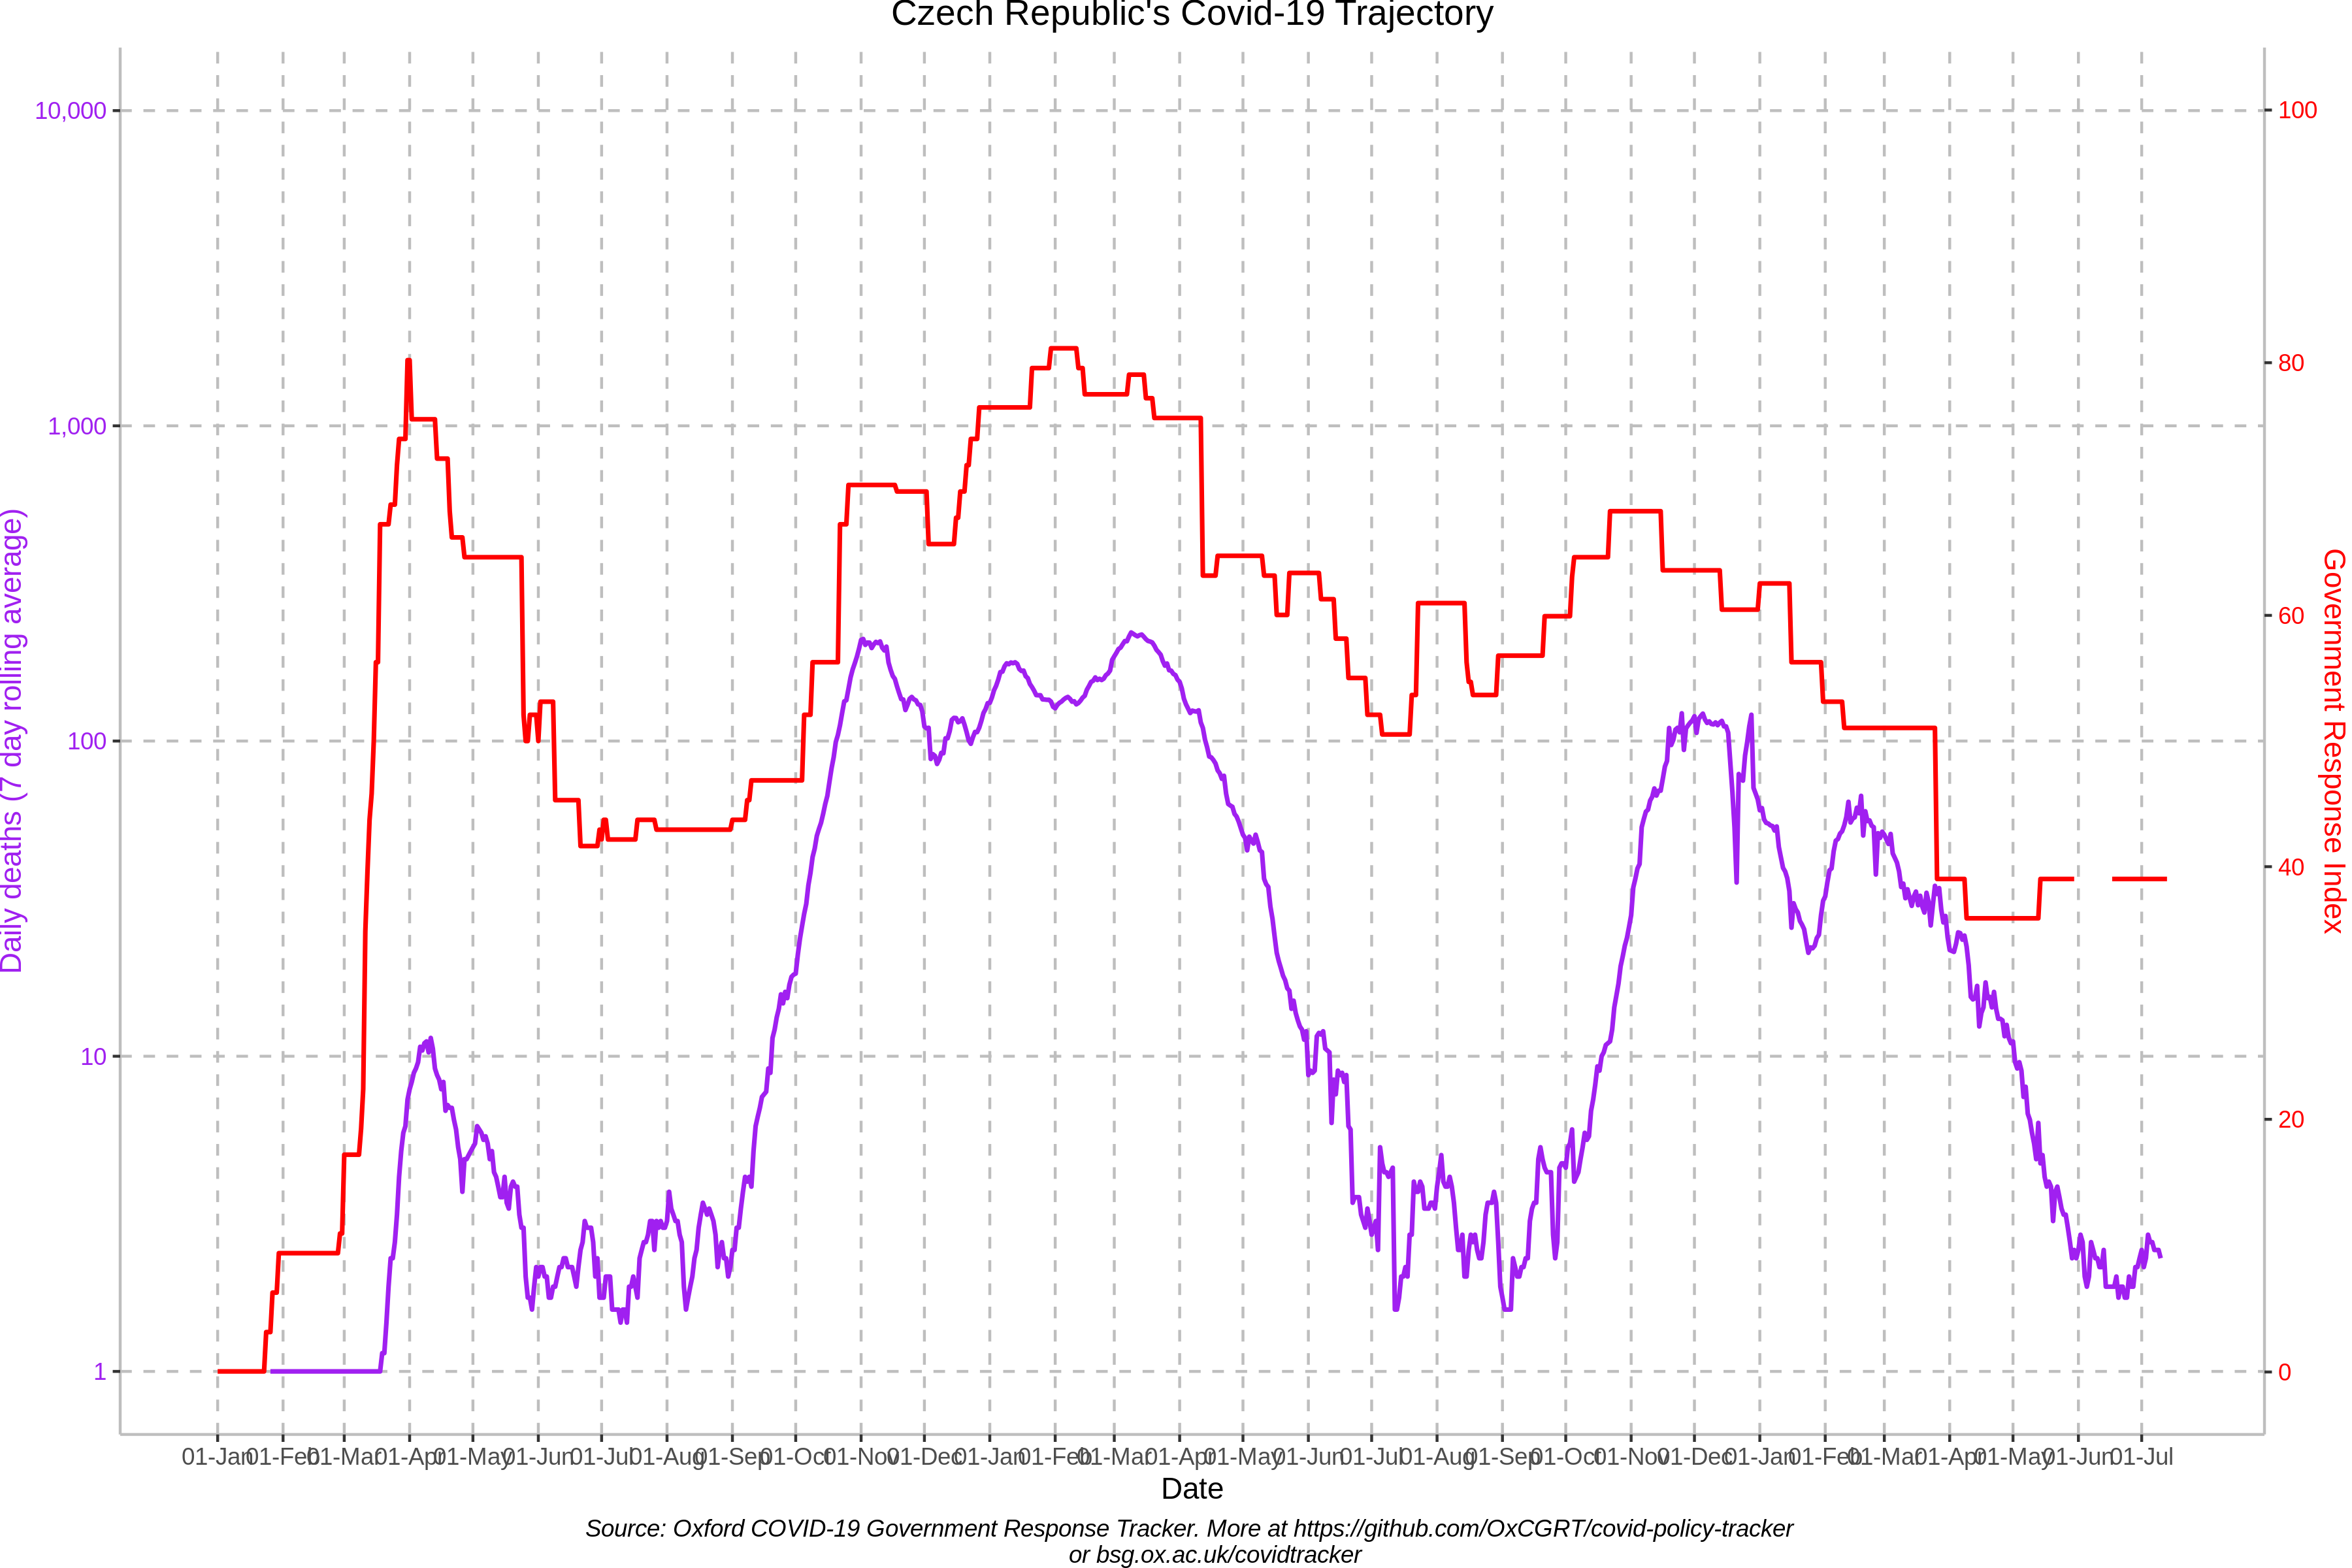 Czech Republic's Covid-19 Trajectory
10,000
1,000
100
10
1
Daily deaths (7 day rolling average)
100
80
60
40
20
0
Government Response Index
01-Jan 01-Feb 01-Mar 01-Apr 01-May 01-Jun 01-Jul 01-Aug 01-Sep 01-Oct 01-Nov 01-Dec 01-Jan 01-Feb 01-Mar 01-Apr 01-May 01-Jun 01-Jul 01-Aug 01-Sep 01-Oct 01-Nov 01-Dec 01-Jan 01-Feb 01-Mar 01-Apr 01-May 01-Jun 01-Jul
Date
Source: Oxford COVID-19 Government Response Tracker. More at https://github.com/OxCGRT/covid-policy-tracker
or bsg.ox.ac.uk/covidtracker